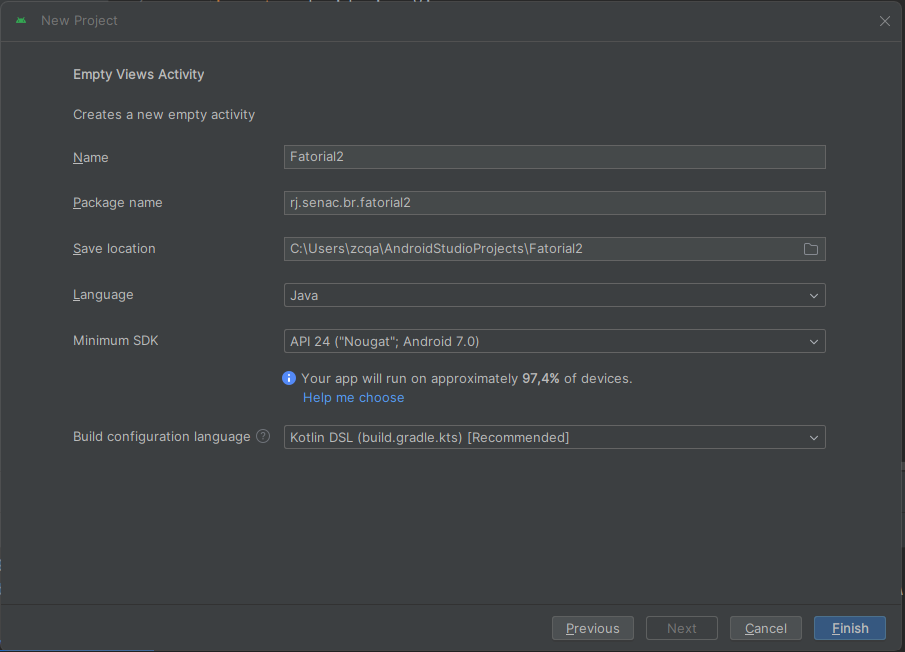 New Project
Empty Views Activity
Creates a new empty activity
Name Fatorial2
Package name rj.senac.br.fatorial2
Save location C:\Users\zcqa\AndroidStudioProjects\Fatorial2
Language Java
Minimum SDK API 24 ("Nougat"; Android 7.0)
Your app will run on approximately 97,4% of devices.
Help me choose
Build configuration language ? Kotlin DSL (build.gradle.kts) [Recommended]
Previous Next Cancel Finish